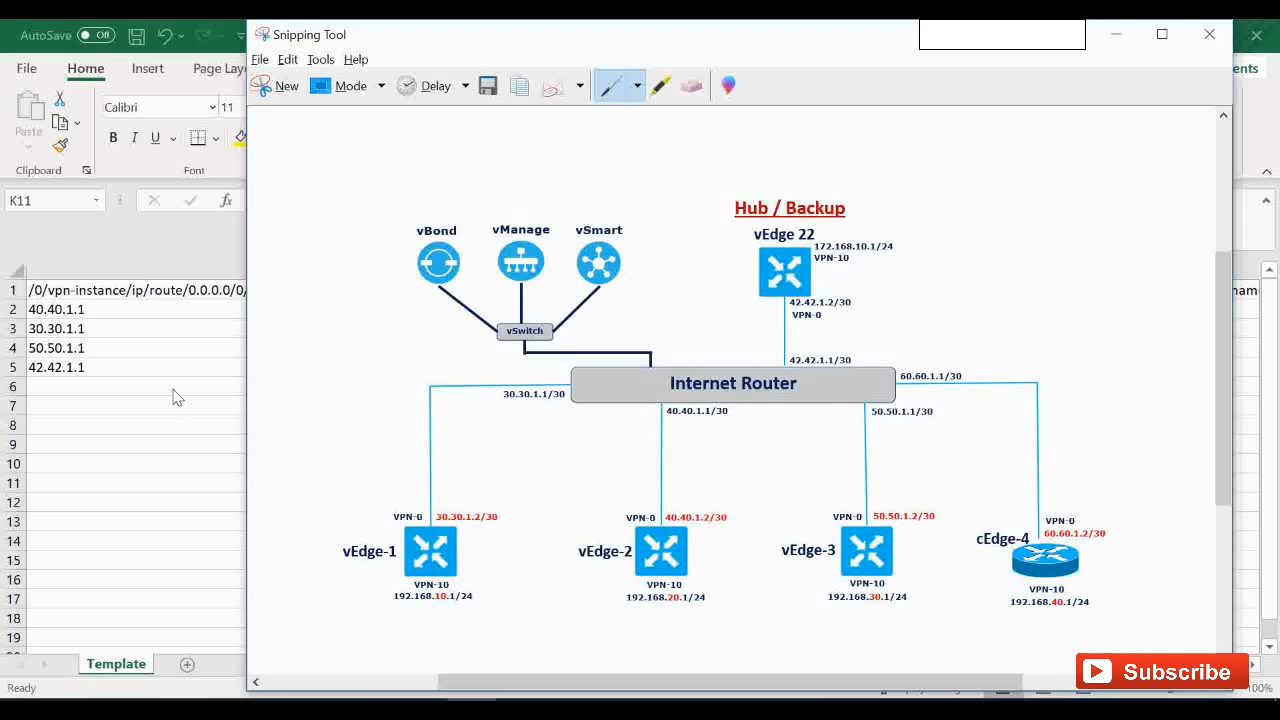 AutoSave Off
Snipping Tool
File Edit Tools Help
New Mode Delay
File Home Insert Page Lay
Calibri 11
Paste
B I U
Clipboard Font
K11 fx
1 /0/vpn-instance/ip/route/0.0.0.0/0/
2 40.40.1.1
3 30.30.1.1
4 50.50.1.1
5 42.42.1.1
6
7
8
9
10
11
12
13
14
15
16
17
18
19
Template
Ready
Hub / Backup
vEdge 22
172.168.10.1/24
VPN-10
42.42.1.2/30
VPN-0
42.42.1.1/30
vBond vManage vSmart
vSwitch
Internet Router
30.30.1.1/30
40.40.1.1/30
50.50.1.1/30
60.60.1.1/30
VPN-0 30.30.1.2/30
vEdge-1
VPN-10
192.168.10.1/24
VPN-0 40.40.1.2/30
vEdge-2
VPN-10
192.168.20.1/24
VPN-0 50.50.1.2/30
vEdge-3
VPN-10
192.168.30.1/24
VPN-0
60.60.1.2/30
cEdge-4
VPN-10
192.168.40.1/24
ents
nam
Subscribe
100%